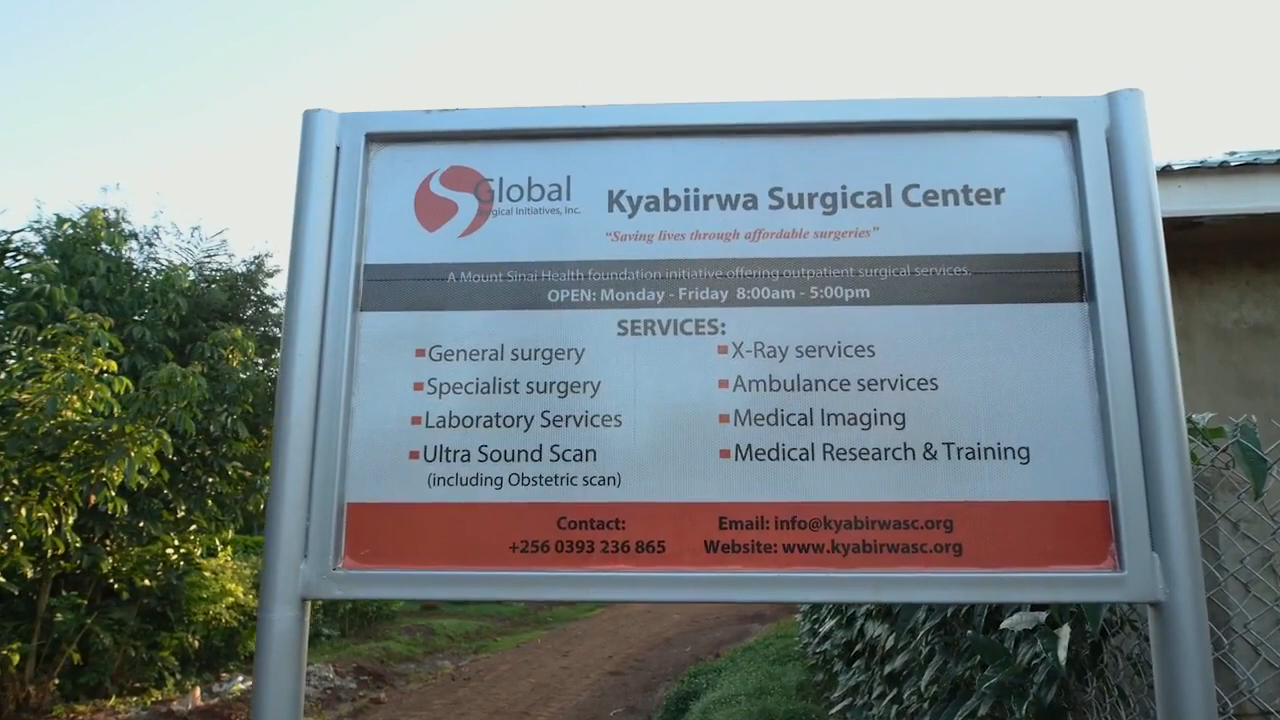 Global
Surgical Initiatives, Inc.
Kyabiirwa Surgical Center
“Saving lives through affordable surgeries”
A Mount Sinai Health foundation initiative offering outpatient surgical services.
OPEN: Monday - Friday 8:00am - 5:00pm
SERVICES:
General surgery
Specialist surgery
Laboratory Services
Ultra Sound Scan
(including Obstetric scan)
X-Ray services
Ambulance services
Medical Imaging
Medical Research & Training
Contact:
+256 0393 236 865
Email: info@kyabirwasc.org
Website: www.kyabirwasc.org